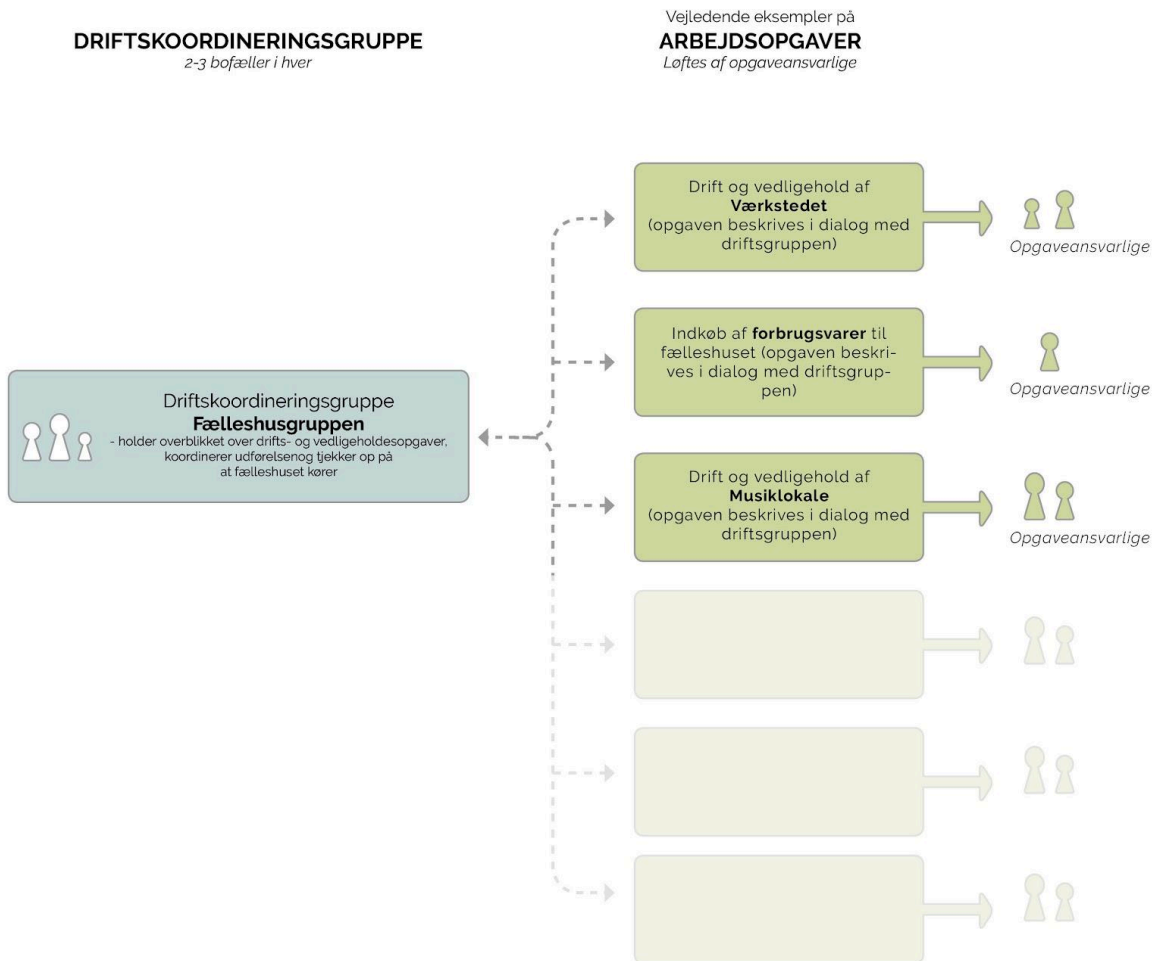 DRIFTSKOORDINERINGSGRUPPE
2-3 bofæller i hver
Vejledende eksempler på
ARBEJDSOPGAVER
Løftes af opgaveansvarlige
Driftskoordineringsgruppe
Fælleshusgruppen
- holder overblikket over drifts- og vedligeholdesopgaver,
koordinerer udførelsenog tjekker op på
at fælleshuset kører
Drift og vedligehold af
Værkstedet
(opgaven beskrives i dialog med
driftsgruppen)
Opgaveansvarlige
Indkøb af forbrugsvarer til
fælleshuset (opgaven beskri-
ves i dialog med driftsgrup-
pen)
Opgaveansvarlige
Drift og vedligehold af
Musiklokale
(opgaven beskrives i dialog med
driftsgruppen)
Opgaveansvarlige